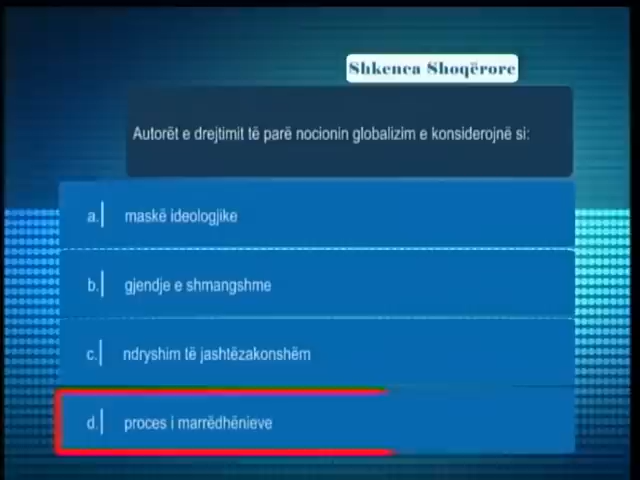 Shkenca Shoqërore
Autorët e drejtimit të parë nocionin globalizim e konsiderojnë si:
a. maskë ideologjike
b. gjendje e shmangshme
c. ndryshim të jashtëzakonshëm
d. proces i marrëdhënieve